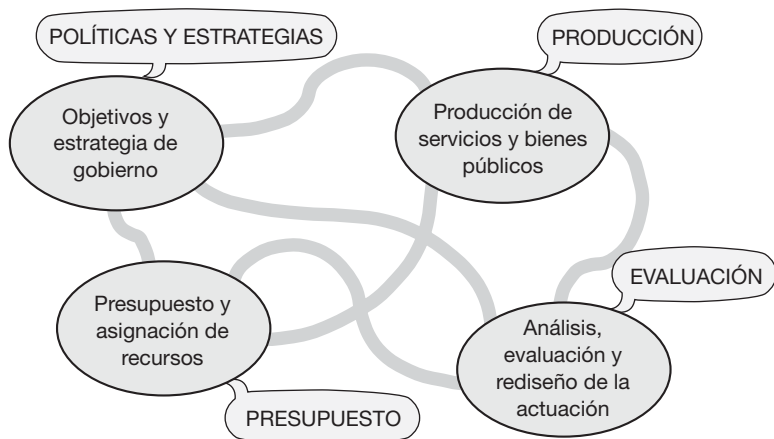 POLÍTICAS Y ESTRATEGIAS
Objetivos y
estrategia de
gobierno
PRODUCCIÓN
Producción de
servicios y bienes
públicos
Presupuesto y
asignación de
recursos
PRESUPUESTO
EVALUACIÓN
Análisis,
evaluación y
rediseño de la
actuación